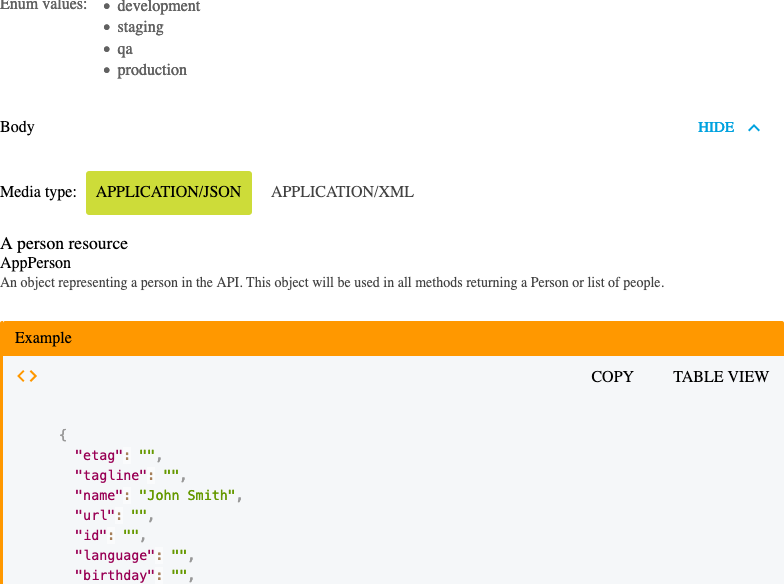 Enum values:
development
staging
qa
production
Body
HIDE
Media type: APPLICATION/JSON APPLICATION/XML
A person resource
AppPerson
An object representing a person in the API. This object will be used in all methods returning a Person or list of people.
Example
<> COPY TABLE VIEW
{
"etag": "",
"tagline": "",
"name": "John Smith",
"url": "",
"id": "",
"language": "",
"birthday": "",